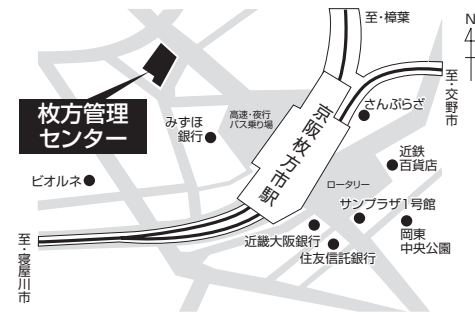 至・樟葉
N
4
至・交野市
枚方管理
センター
みずほ
銀行
高速・夜行
バス乗り場
さんぷらざ
京阪枚方市駅
近鉄
百貨店
ビオルネ
ロータリー
サンプラザ1号館
岡東
中央公園
近畿大阪銀行
住友信託銀行
至・寝屋川市